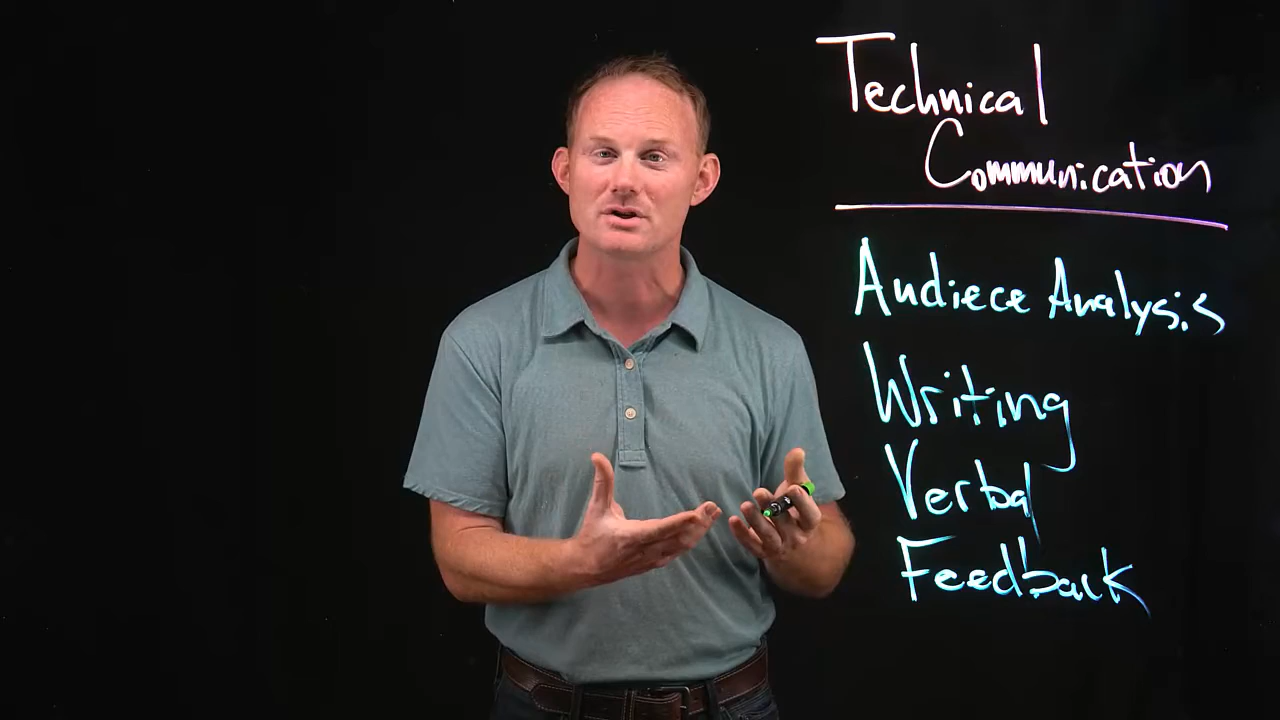 Technical
Communication
Audiece Analysis
Writing
Verbal
Feedback